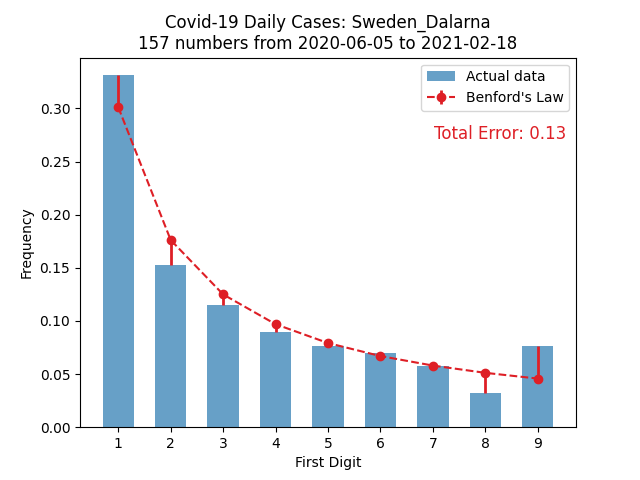 Covid-19 Daily Cases: Sweden_Dalarna
157 numbers from 2020-06-05 to 2021-02-18
Actual data
Benford's Law
Total Error: 0.13
Frequency
0.30
0.25
0.20
0.15
0.10
0.05
0.00
1 2 3 4 5 6 7 8 9
First Digit